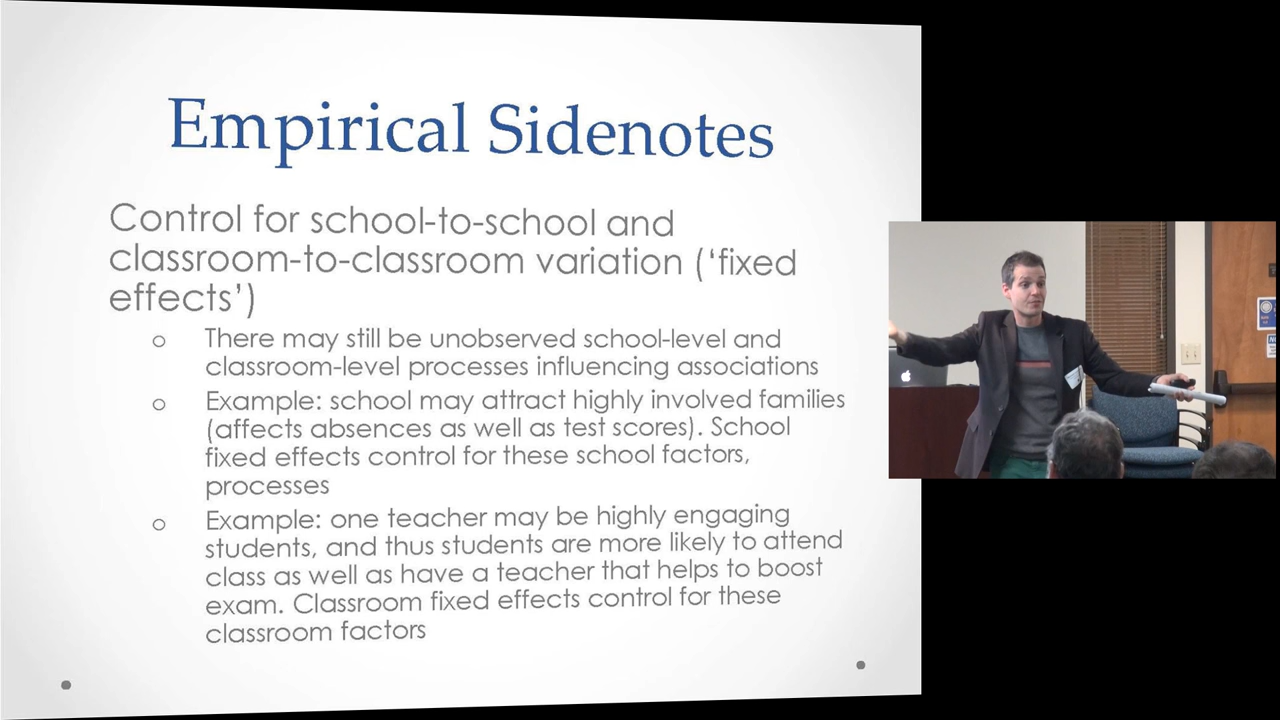 Empirical Sidenotes
Control for school-to-school and
classroom-to-classroom variation (‘fixed
effects’)
o There may still be unobserved school-level and
classroom-level processes influencing associations
o Example: school may attract highly involved families
(affects absences as well as test scores). School
fixed effects control for these school factors,
processes
o Example: one teacher may be highly engaging
students, and thus students are more likely to attend
class as well as have a teacher that helps to boost
exam. Classroom fixed effects control for these
classroom factors